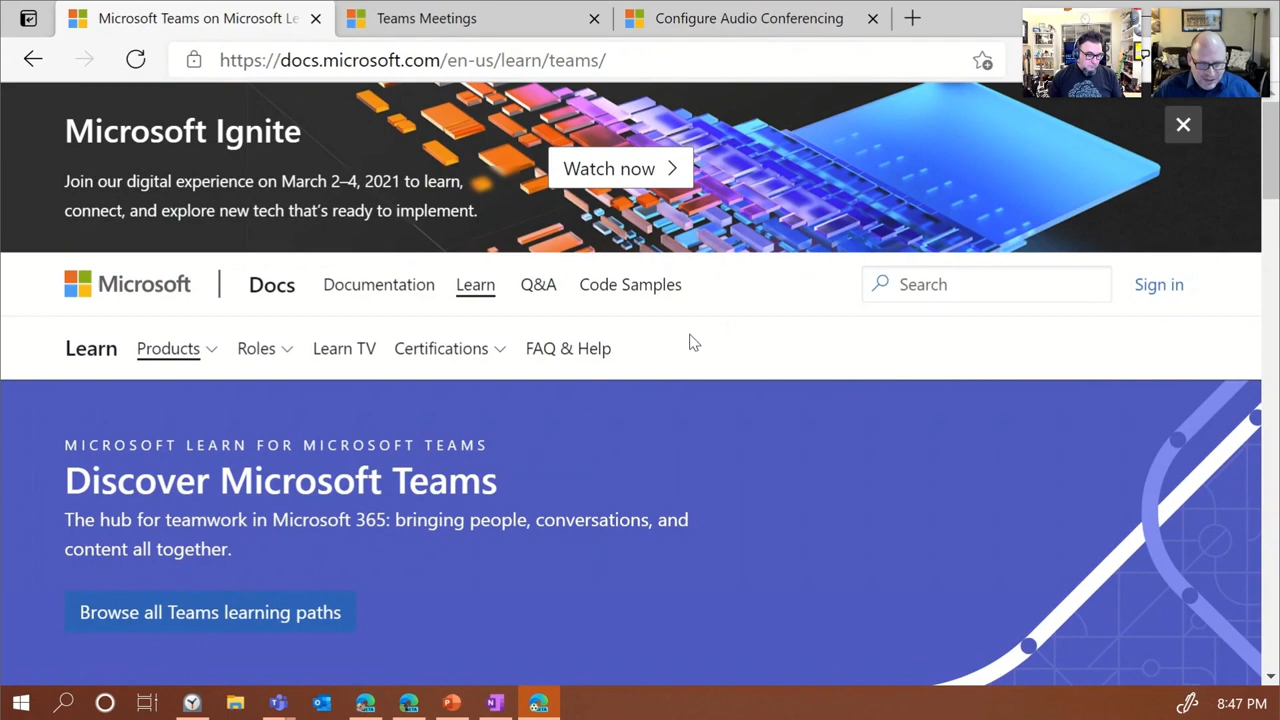 Microsoft Teams on Microsoft Le
Teams Meetings
Configure Audio Conferencing
https://docs.microsoft.com/en-us/learn/teams/
Microsoft Ignite
Join our digital experience on March 2–4, 2021 to learn,
connect, and explore new tech that's ready to implement.
Watch now
Microsoft
Docs
Documentation
Learn
Q&A
Code Samples
Search
Sign in
Learn
Products
Roles
Learn TV
Certifications
FAQ & Help
MICROSOFT LEARN FOR MICROSOFT TEAMS
Discover Microsoft Teams
The hub for teamwork in Microsoft 365: bringing people, conversations, and
content all together.
Browse all Teams learning paths
8:47 PM